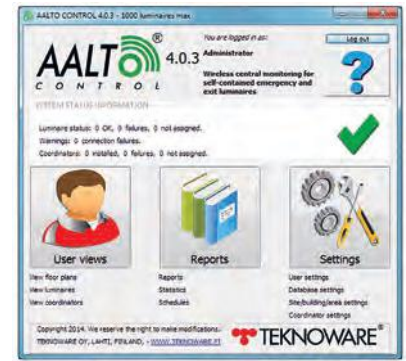 AALTO CONTROL 4.0.3 - 1000 luminaires max
You are logged in as:
Log out
AALTO®
CONTROL
4.0.3
Administrator
Wireless central monitoring for
self-contained emergency and
exit luminaires
SYSTEM STATUS INFORMATION
Luminaire status: 0 OK, 0 failures, 0 not assigned.
Warnings: 0 connection failures.
Coordinators: 0 installed, 0 failures, 0 not assigned.
User views
Reports
Settings
View floor plans
View luminaires
View coordinators
Reports
Statistics
Schedules
User settings
Database settings
Site/building/area settings
Coordinator settings
Copyright 2014. We reserve the right to make modifications.
TEKNOWARE OY, LAHTI, FINLAND, - WWW.TEKNOWARE.FI
TEKNOWARE®